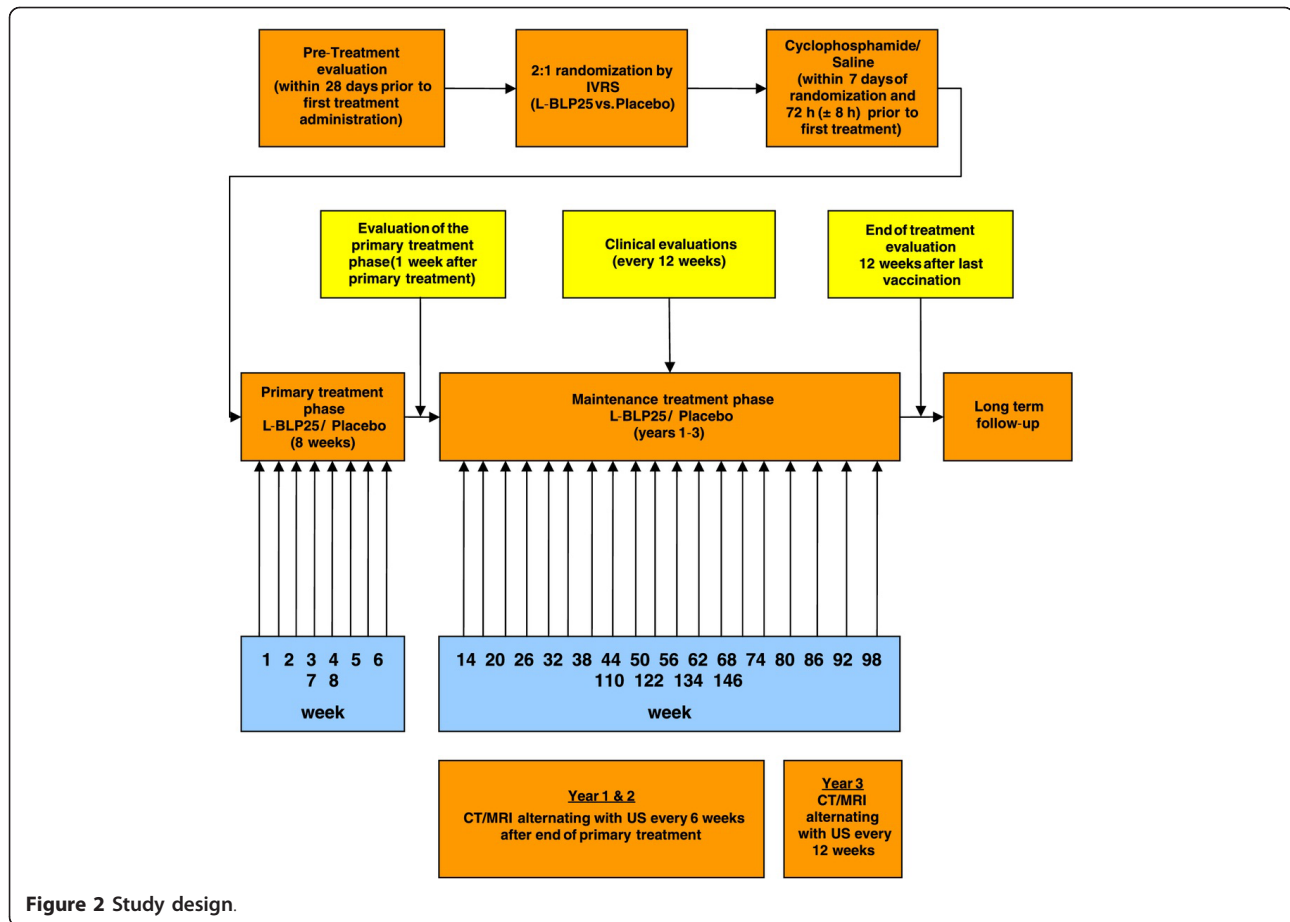 Pre-Treatment
evaluation
(within 28 days prior to
first treatment
administration)
2:1 randomization by
IVRS
(L-BLP25 vs. Placebo)
Cyclophosphamide/
Saline
(within 7 days of
randomization and
72 h (± 8 h) prior to
first treatment)
Evaluation of the
primary treatment
phase(1 week after
primary treatment)
Clinical evaluations
(every 12 weeks)
End of treatment
evaluation
12 weeks after last
vaccination
Primary treatment
phase
L-BLP25/ Placebo
(8 weeks)
Maintenance treatment phase
L-BLP25/ Placebo
(years 1-3)
Long term
follow-up
1 2 3 4 5 6
7 8
week
14 20 26 32 38 44 50 56 62 68 74 80 86 92 98
110 122 134 146
week
Year 1 & 2
CT/MRI alternating with US every 6 weeks
after end of primary treatment
Year 3
CT/MRI
alternating
with US every
12 weeks
Figure 2 Study design.